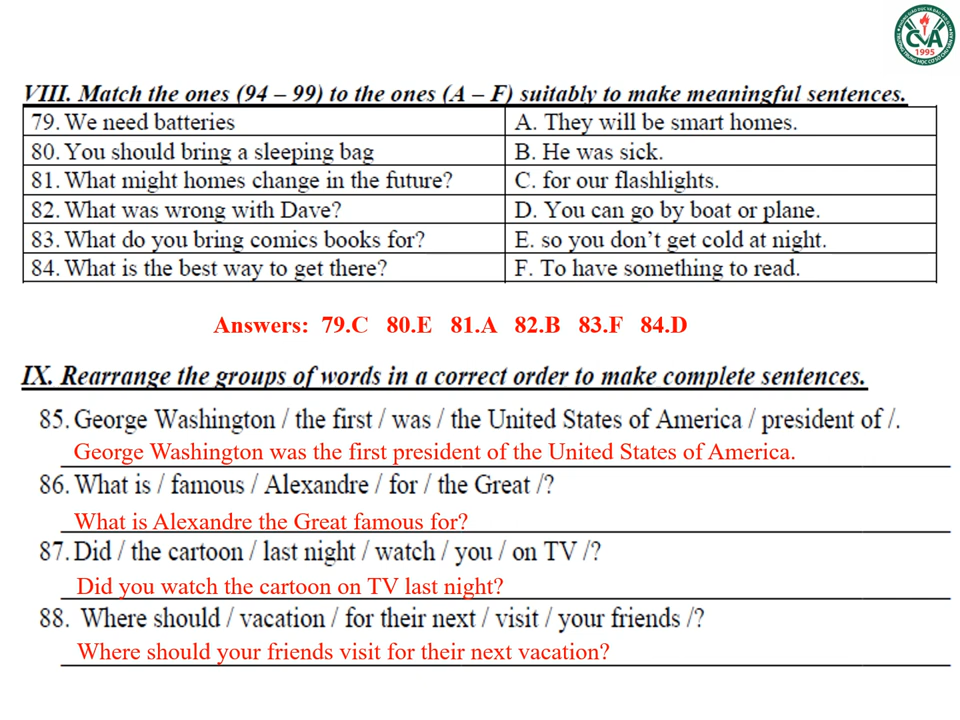 CVA
1995
VIII. Match the ones (94 – 99) to the ones (A – F) suitably to make meaningful sentences.
79. We need batteries
A. They will be smart homes.
80. You should bring a sleeping bag
B. He was sick.
81. What might homes change in the future?
C. for our flashlights.
82. What was wrong with Dave?
D. You can go by boat or plane.
83. What do you bring comics books for?
E. so you don't get cold at night.
84. What is the best way to get there?
F. To have something to read.
Answers: 79.C 80.E 81.A 82.B 83.F 84.D
IX. Rearrange the groups of words in a correct order to make complete sentences.
85. George Washington / the first / was / the United States of America / president of /.
George Washington was the first president of the United States of America.
86. What is / famous / Alexandre / for / the Great /?
What is Alexandre the Great famous for?
87. Did / the cartoon / last night / watch / you / on TV /?
Did you watch the cartoon on TV last night?
88. Where should / vacation / for their next / visit / your friends /?
Where should your friends visit for their next vacation?